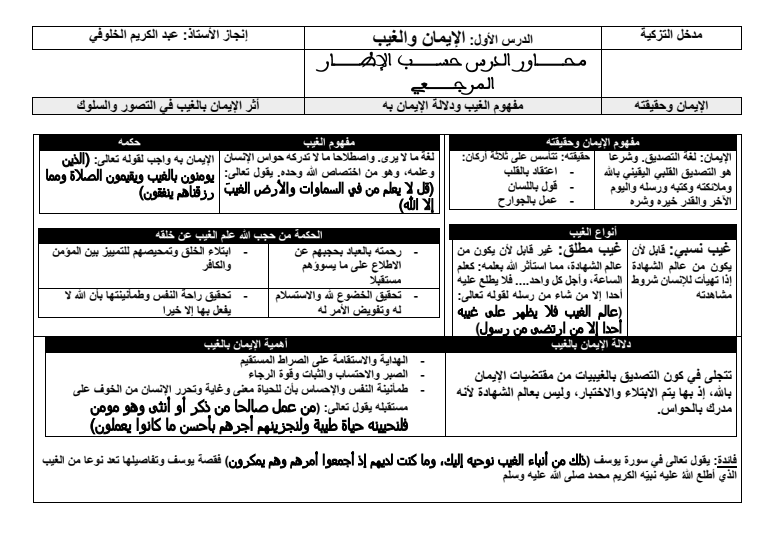 مدخل التزكية
الدرس الأول: الإيمان والغيب
إنجاز الأستاذ: عبد الكريم الخلوفي
محاور الدرس حسب الإطار
المرجعي
الإيمان وحقيقته
مفهوم الغيب ودلالة الإيمان به
أثر الإيمان بالغيب في التصور والسلوك
مفهوم الإيمان وحقيقته
الإيمان: لغة التصديق. وشرعا
هو التصديق القلبي اليقيني بالله
وملائكته وكتبه ورسله واليوم
الآخر والقدر خيره وشره
حقيقته: تتأسس على ثلاثة أركان:
- اعتقاد بالقلب
- قول باللسان
- عمل بالجوارح
مفهوم الغيب
لغة ما لا يرى. واصطلاحا ما لا تدركه حواس الإنسان
وعلمه، وهو من اختصاص الله وحده. يقول تعالى:
(قل لا يعلم من في السماوات والأرض الغيب
إلا الله)
حكمه
الإيمان به واجب لقوله تعالى: (الذين
يومنون بالغيب ويقيمون الصلاة ومما
رزقناهم ينفقون)
أنواع الغيب
غيب نسبي: قابل لأن
يكون من عالم الشهادة
إذا تهيأت للإنسان شروط
مشاهدته
غيب مطلق: غير قابل لأن يكون من
عالم الشهادة، مما استأثر الله بعلمه: كعلم
الساعة، وأجل كل واحد.... فلا يطلع عليه
أحدا إلا من شاء من رسله لقوله تعالى:
(عالم الغيب فلا يظهر على غيبه
أحدا إلا من ارتضى من رسول)
الحكمة من حجب الله علم الغيب عن خلقه
- رحمته بالعباد بحجبهم عن
الاطلاع على ما يسوؤهم
مستقبلا
- ابتلاء الخلق وتمحيصهم للتمييز بين المؤمن
والكافر
- تحقيق الخضوع لله والاستسلام
له وتفويض الأمر له
- تحقيق راحة النفس وطمأنينتها بأن الله لا
يفعل بها إلا خيرا
دلالة الإيمان بالغيب
تتجلى في كون التصديق بالغيبيات من مقتضيات الإيمان
بالله، إذ بها يتم الابتلاء والاختبار، وليس بعالم الشهادة لأنه
مدرك بالحواس.
أهمية الإيمان بالغيب
- الهداية والاستقامة على الصراط المستقيم
- الصبر والاحتساب والثبات وقوة الرجاء
- طمأنينة النفس والإحساس بأن للحياة معنى وغاية وتحرر الإنسان من الخوف على
مستقبله يقول تعالى: (من عمل صالحا من ذكر أو أنثى وهو مومن
فلنحيينه حياة طيبة ولنجزينهم أجرهم بأحسن ما كانوا يعملون)
فائدة: يقول تعالى في سورة يوسف (ذلك من أنباء الغيب نوحيه إليك، وما كنت لديهم إذ أجمعوا أمرهم وهم يمكرون) فقصة يوسف وتفاصيلها تعد نوعا من الغيب
الذي أطلع الله عليه نبيّه الكريم محمد صلى الله عليه وسلم